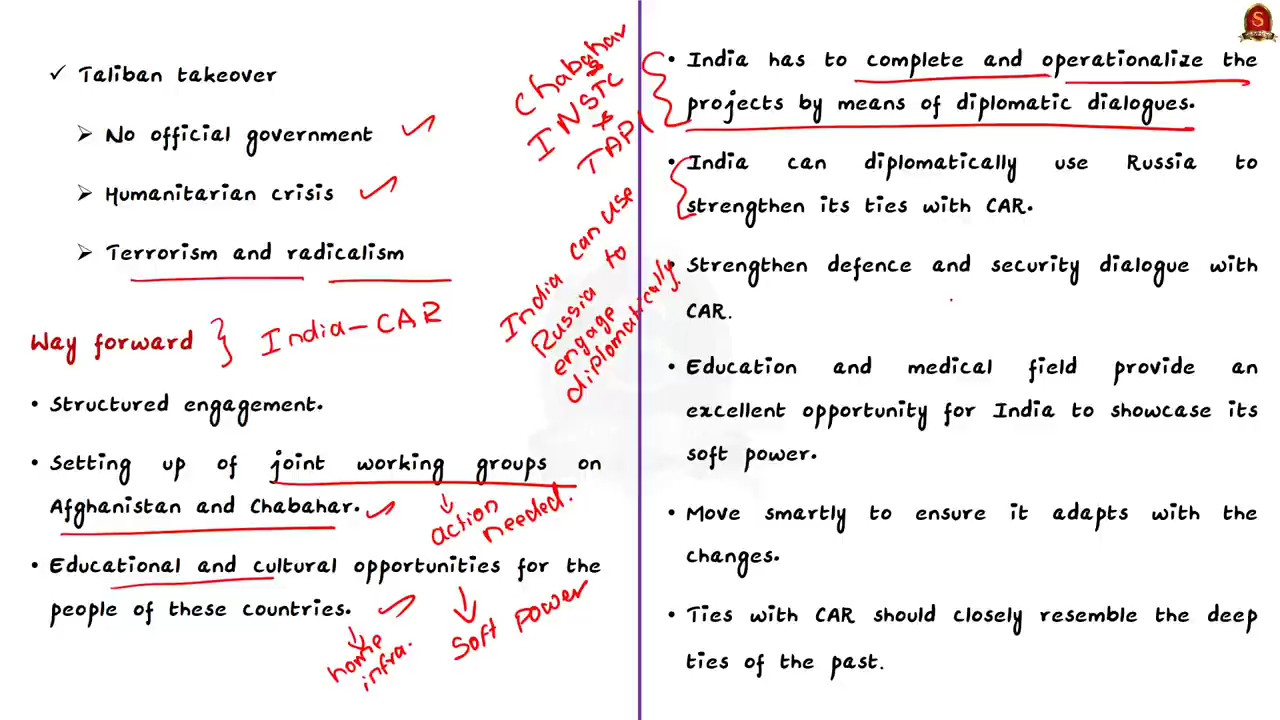 ✓ Taliban takeover
➢ No official government ✓
➢ Humanitarian crisis ✓
➢ Terrorism and radicalism
Way forward } India-CAR
• Structured engagement.
• Setting up of joint working groups on
Afghanistan and Chabahar. ✓
↓
action
needed.
• Educational and cultural opportunities for the
people of these countries. ✓
↓
home
infra.
↓
Soft power
Chabahar
INSTC
TAPI
India can use
Russia to
engage
diplomatically.
• India has to complete and operationalize the
projects by means of diplomatic dialogues.
• India can diplomatically use Russia to
strengthen its ties with CAR.
• Strengthen defence and security dialogue with
CAR.
• Education and medical field provide an
excellent opportunity for India to showcase its
soft power.
• Move smartly to ensure it adapts with the
changes.
• Ties with CAR should closely resemble the deep
ties of the past.
S